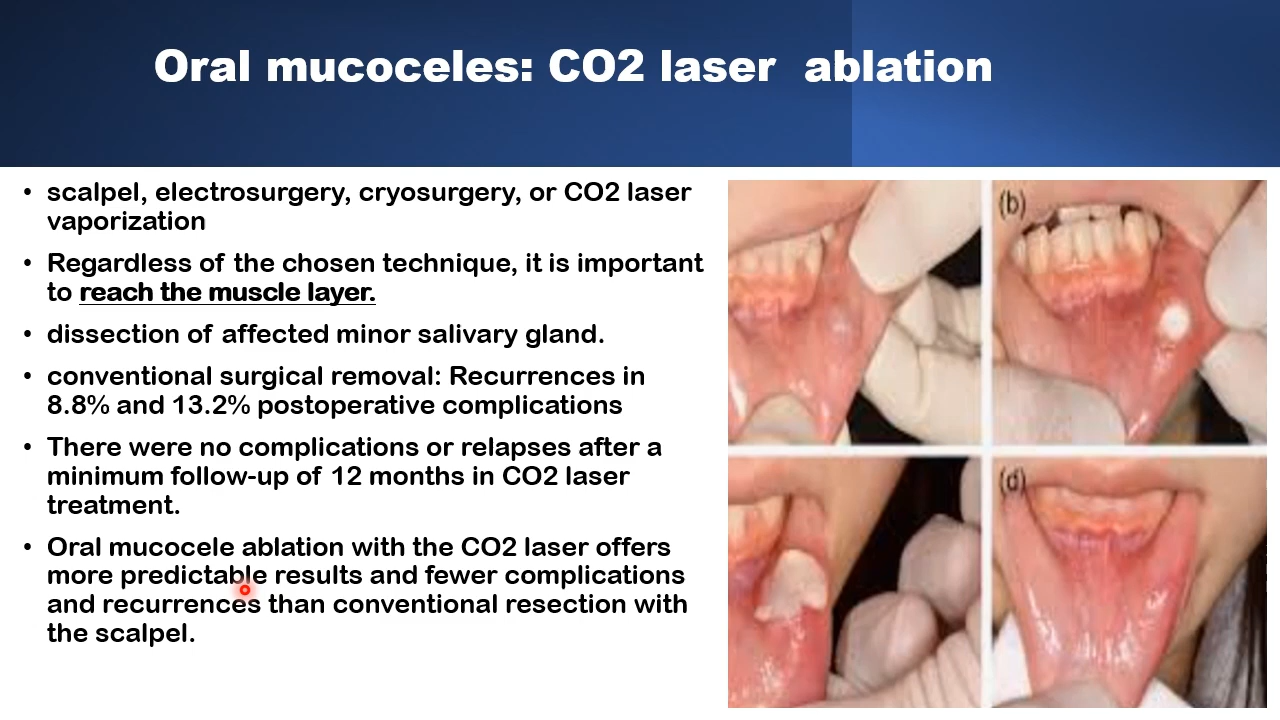 Oral mucoceles: CO2 laser ablation
• scalpel, electrosurgery, cryosurgery, or CO2 laser
vaporization
• Regardless of the chosen technique, it is important
to reach the muscle layer.
• dissection of affected minor salivary gland.
• conventional surgical removal: Recurrences in
8.8% and 13.2% postoperative complications
• There were no complications or relapses after a
minimum follow-up of 12 months in CO2 laser
treatment.
• Oral mucocele ablation with the CO2 laser offers
more predictable results and fewer complications
and recurrences than conventional resection with
the scalpel.
(b)
(d)